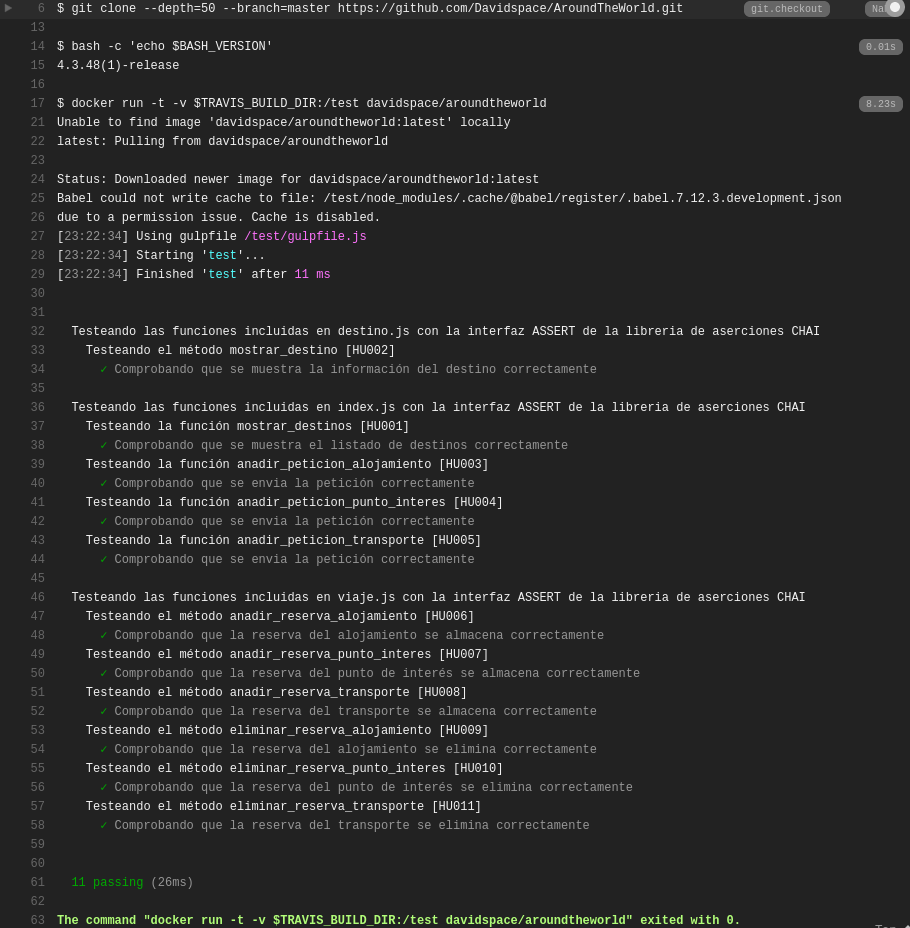 6 $ git clone --depth=50 --branch=master https://github.com/Davidspace/AroundTheWorld.git git.checkout
13
14 $ bash -c 'echo $BASH_VERSION' 0.01s
15 4.3.48(1)-release
16
17 $ docker run -t -v $TRAVIS_BUILD_DIR:/test davidspace/aroundtheworld 8.23s
21 Unable to find image 'davidspace/aroundtheworld:latest' locally
22 latest: Pulling from davidspace/aroundtheworld
23
24 Status: Downloaded newer image for davidspace/aroundtheworld:latest
25 Babel could not write cache to file: /test/node_modules/.cache/@babel/register/.babel.7.12.3.development.json
26 due to a permission issue. Cache is disabled.
27 [23:22:34] Using gulpfile /test/gulpfile.js
28 [23:22:34] Starting 'test'...
29 [23:22:34] Finished 'test' after 11 ms
30
31
32 Testeando las funciones incluidas en destino.js con la interfaz ASSERT de la libreria de aserciones CHAI
33 Testeando el método mostrar_destino [HU002]
34 ✓ Comprobando que se muestra la información del destino correctamente
35
36 Testeando las funciones incluidas en index.js con la interfaz ASSERT de la libreria de aserciones CHAI
37 Testeando la función mostrar_destinos [HU001]
38 ✓ Comprobando que se muestra el listado de destinos correctamente
39 Testeando la función anadir_peticion_alojamiento [HU003]
40 ✓ Comprobando que se envia la petición correctamente
41 Testeando la función anadir_peticion_punto_interes [HU004]
42 ✓ Comprobando que se envia la petición correctamente
43 Testeando la función anadir_peticion_transporte [HU005]
44 ✓ Comprobando que se envia la petición correctamente
45
46 Testeando las funciones incluidas en viaje.js con la interfaz ASSERT de la libreria de aserciones CHAI
47 Testeando el método anadir_reserva_alojamiento [HU006]
48 ✓ Comprobando que la reserva del alojamiento se almacena correctamente
49 Testeando el método anadir_reserva_punto_interes [HU007]
50 ✓ Comprobando que la reserva del punto de interés se almacena correctamente
51 Testeando el método anadir_reserva_transporte [HU008]
52 ✓ Comprobando que la reserva del transporte se almacena correctamente
53 Testeando el método eliminar_reserva_alojamiento [HU009]
54 ✓ Comprobando que la reserva del alojamiento se elimina correctamente
55 Testeando el método eliminar_reserva_punto_interes [HU010]
56 ✓ Comprobando que la reserva del punto de interés se elimina correctamente
57 Testeando el método eliminar_reserva_transporte [HU011]
58 ✓ Comprobando que la reserva del transporte se elimina correctamente
59
60
61 11 passing (26ms)
62
63 The command "docker run -t -v $TRAVIS_BUILD_DIR:/test davidspace/aroundtheworld" exited with 0.